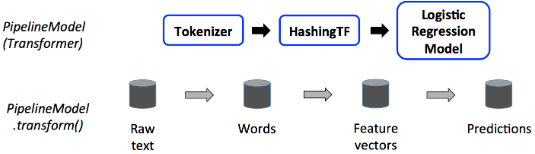 PipelineModel
(Transformer)
Tokenizer
HashingTF
Logistic
Regression
Model
PipelineModel
.transform()
Raw
text
Words
Feature
vectors
Predictions